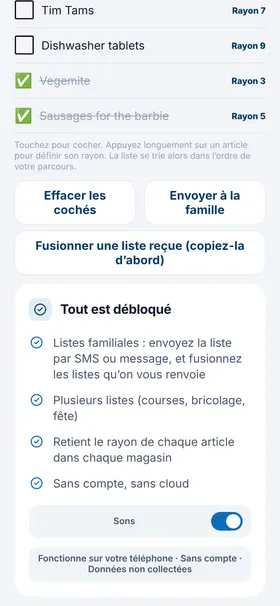 Tim Tams Rayon 7
Dishwasher tablets Rayon 9
Vegemite Rayon 3
Sausages for the barbie Rayon 5
Touchez pour cocher. Appuyez longuement sur un article
pour définir son rayon. La liste se trie alors dans l'ordre de
votre parcours.
Effacer les
cochés
Envoyer à la
famille
Fusionner une liste reçue (copiez-la
d'abord)
Tout est débloqué
Listes familiales : envoyez la liste
par SMS ou message, et fusionnez
les listes qu'on vous renvoie
Plusieurs listes (courses, bricolage,
fête)
Retient le rayon de chaque article
dans chaque magasin
Sans compte, sans cloud
Sons
Fonctionne sur votre téléphone · Sans compte ·
Données non collectées